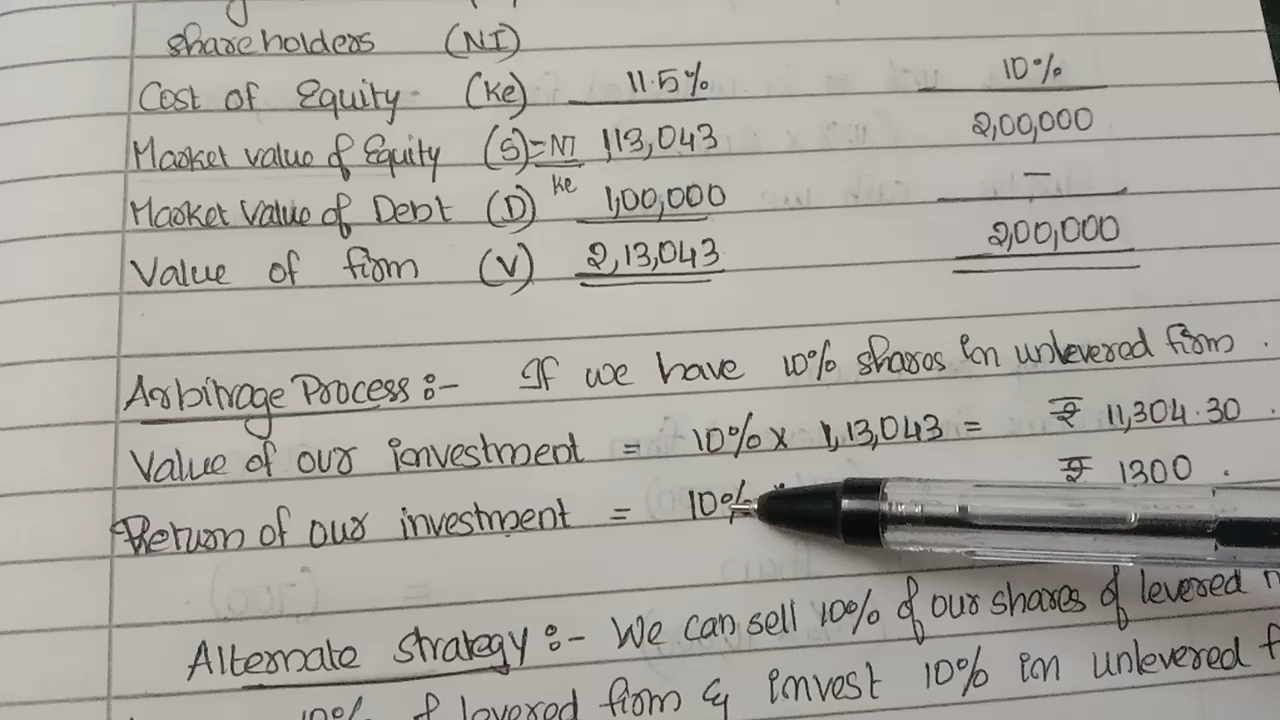 shareholders (NI)
Cost of Equity (Ke) 11.5% 10%
Market value of Equity (S)=NI 1,13,043 2,00,000
Ke
Market Value of Debt (D) 1,00,000 –
Value of firm (V) 2,13,043 2,00,000
Arbitrage Process :- If we have 10% shares in unlevered firm.
Value of our investment = 10% x 1,13,043 = ₹ 11,304.30.
Return of our investment = 10% ₹ 1300.
Alternate strategy :- We can sell 10% of our shares of levered
10% of levered firm & invest 10% in unlevered f